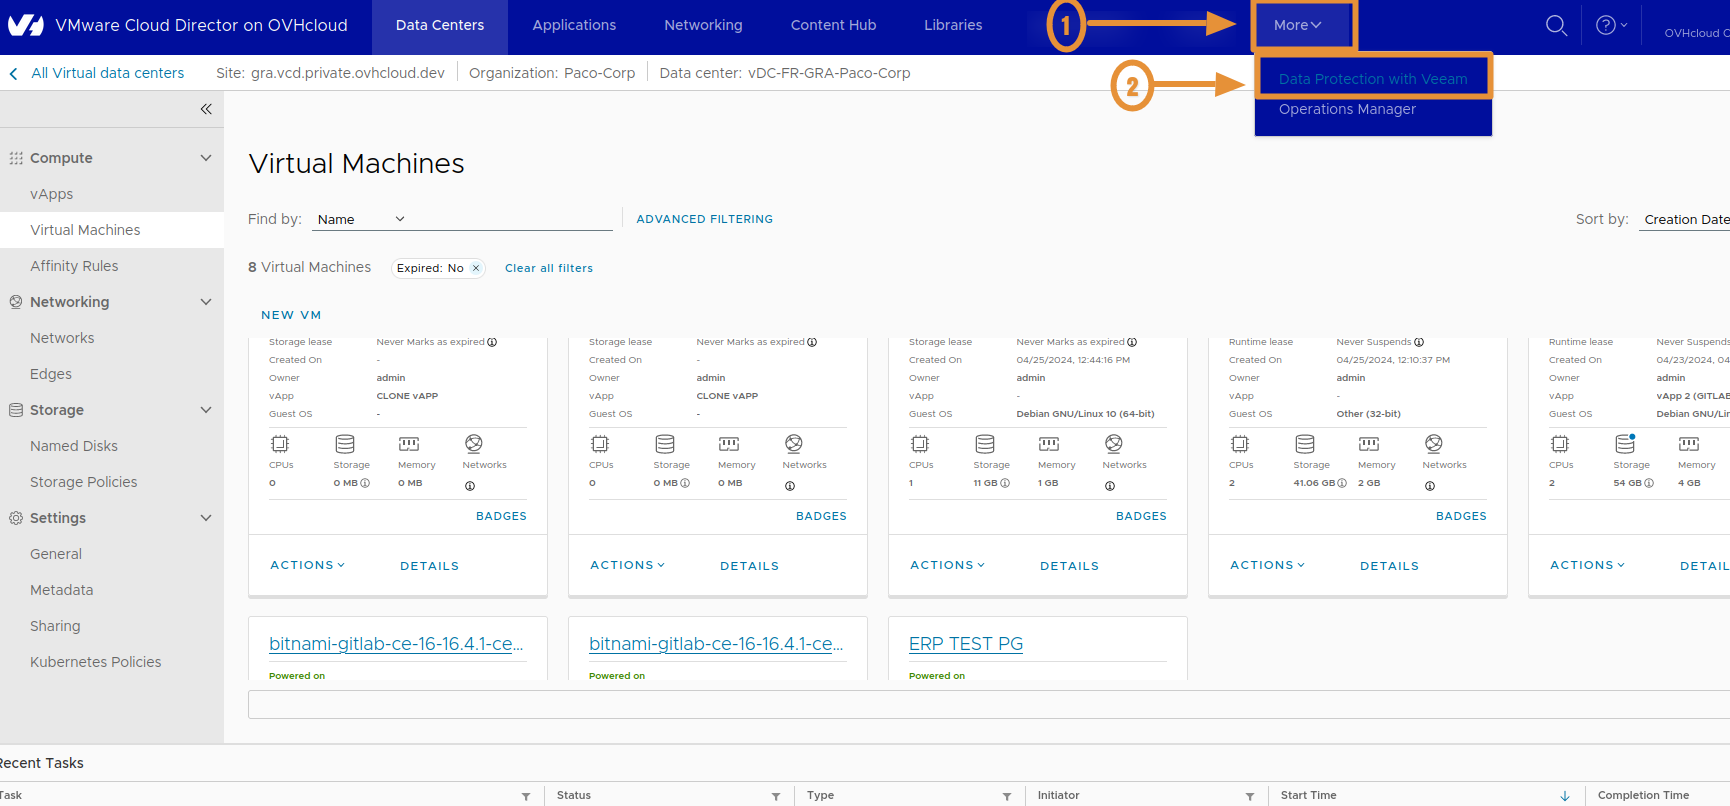 VMware Cloud Director on OVHcloud
Data Centers
Applications
Networking
Content Hub
Libraries
1
More
OVHcloud
All Virtual data centers
Site: gra.vcd.private.ovhcloud.dev
Organization: Paco-Corp
Data center: vDC-FR-GRA-Paco-Corp
2
Data Protection with Veeam
Operations Manager
Compute
vApps
Virtual Machines
Affinity Rules
Networking
Networks
Edges
Storage
Named Disks
Storage Policies
Settings
General
Metadata
Sharing
Kubernetes Policies
Virtual Machines
Find by: Name
ADVANCED FILTERING
Sort by: Creation Date
8 Virtual Machines
Expired: No
Clear all filters
NEW VM
Storage lease Never Marks as expired
Created On -
Owner admin
vApp CLONE vAPP
Guest OS -
CPUs Storage Memory Networks
0 0 MB 0 MB
BADGES
ACTIONS DETAILS
Storage lease Never Marks as expired
Created On -
Owner admin
vApp CLONE vAPP
Guest OS -
CPUs Storage Memory Networks
0 0 MB 0 MB
BADGES
ACTIONS DETAILS
Storage lease Never Marks as expired
Created On 04/25/2024, 12:44:16 PM
Owner admin
vApp -
Guest OS Debian GNU/Linux 10 (64-bit)
CPUs Storage Memory Networks
1 11 GB 1 GB
BADGES
ACTIONS DETAILS
Runtime lease Never Suspends
Created On 04/25/2024, 12:10:37 PM
Owner admin
vApp -
Guest OS Other (32-bit)
CPUs Storage Memory Networks
2 41.06 GB 2 GB
BADGES
ACTIONS DETAILS
Runtime lease Never Suspends
Created On 04/23/2024, 04
Owner admin
vApp vApp 2 (GITLAB
Guest OS Debian GNU/Lin
CPUs Storage Memory
2 54 GB 4 GB
ACTIONS DETAIL
bitnami-gitlab-ce-16-16.4.1-ce...
Powered on
bitnami-gitlab-ce-16-16.4.1-ce...
Powered on
ERP TEST PG
Powered on
Recent Tasks
Task Status Type Initiator Start Time Completion Time